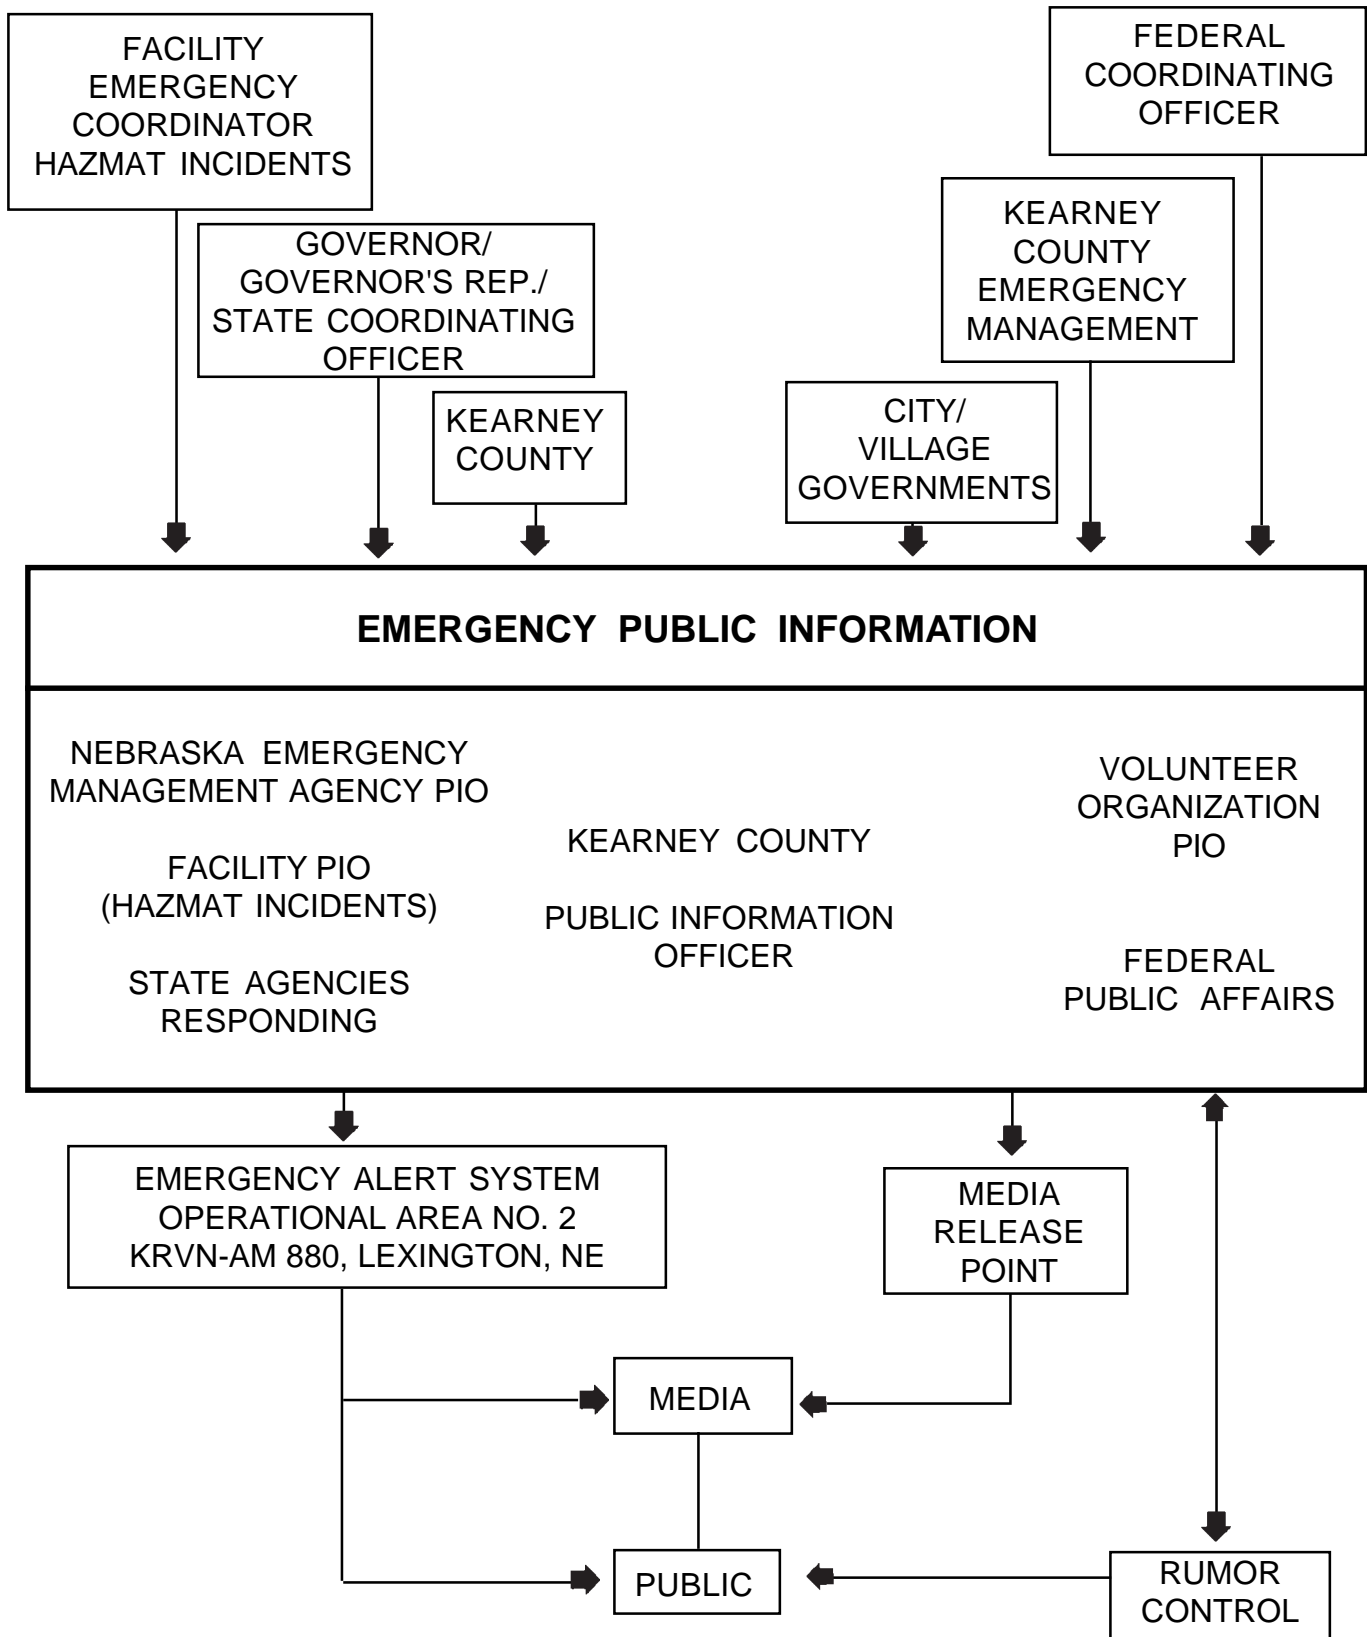 FACILITY
EMERGENCY
COORDINATOR
HAZMAT INCIDENTS
FEDERAL
COORDINATING
OFFICER
GOVERNOR/
GOVERNOR'S REP./
STATE COORDINATING
OFFICER
KEARNEY
COUNTY
EMERGENCY
MANAGEMENT
KEARNEY
COUNTY
CITY/
VILLAGE
GOVERNMENTS
EMERGENCY PUBLIC INFORMATION
NEBRASKA EMERGENCY
MANAGEMENT AGENCY PIO
FACILITY PIO
(HAZMAT INCIDENTS)
STATE AGENCIES
RESPONDING
KEARNEY COUNTY
PUBLIC INFORMATION
OFFICER
VOLUNTEER
ORGANIZATION
PIO
FEDERAL
PUBLIC AFFAIRS
EMERGENCY ALERT SYSTEM
OPERATIONAL AREA NO. 2
KRVN-AM 880, LEXINGTON, NE
MEDIA
RELEASE
POINT
MEDIA
PUBLIC
RUMOR
CONTROL